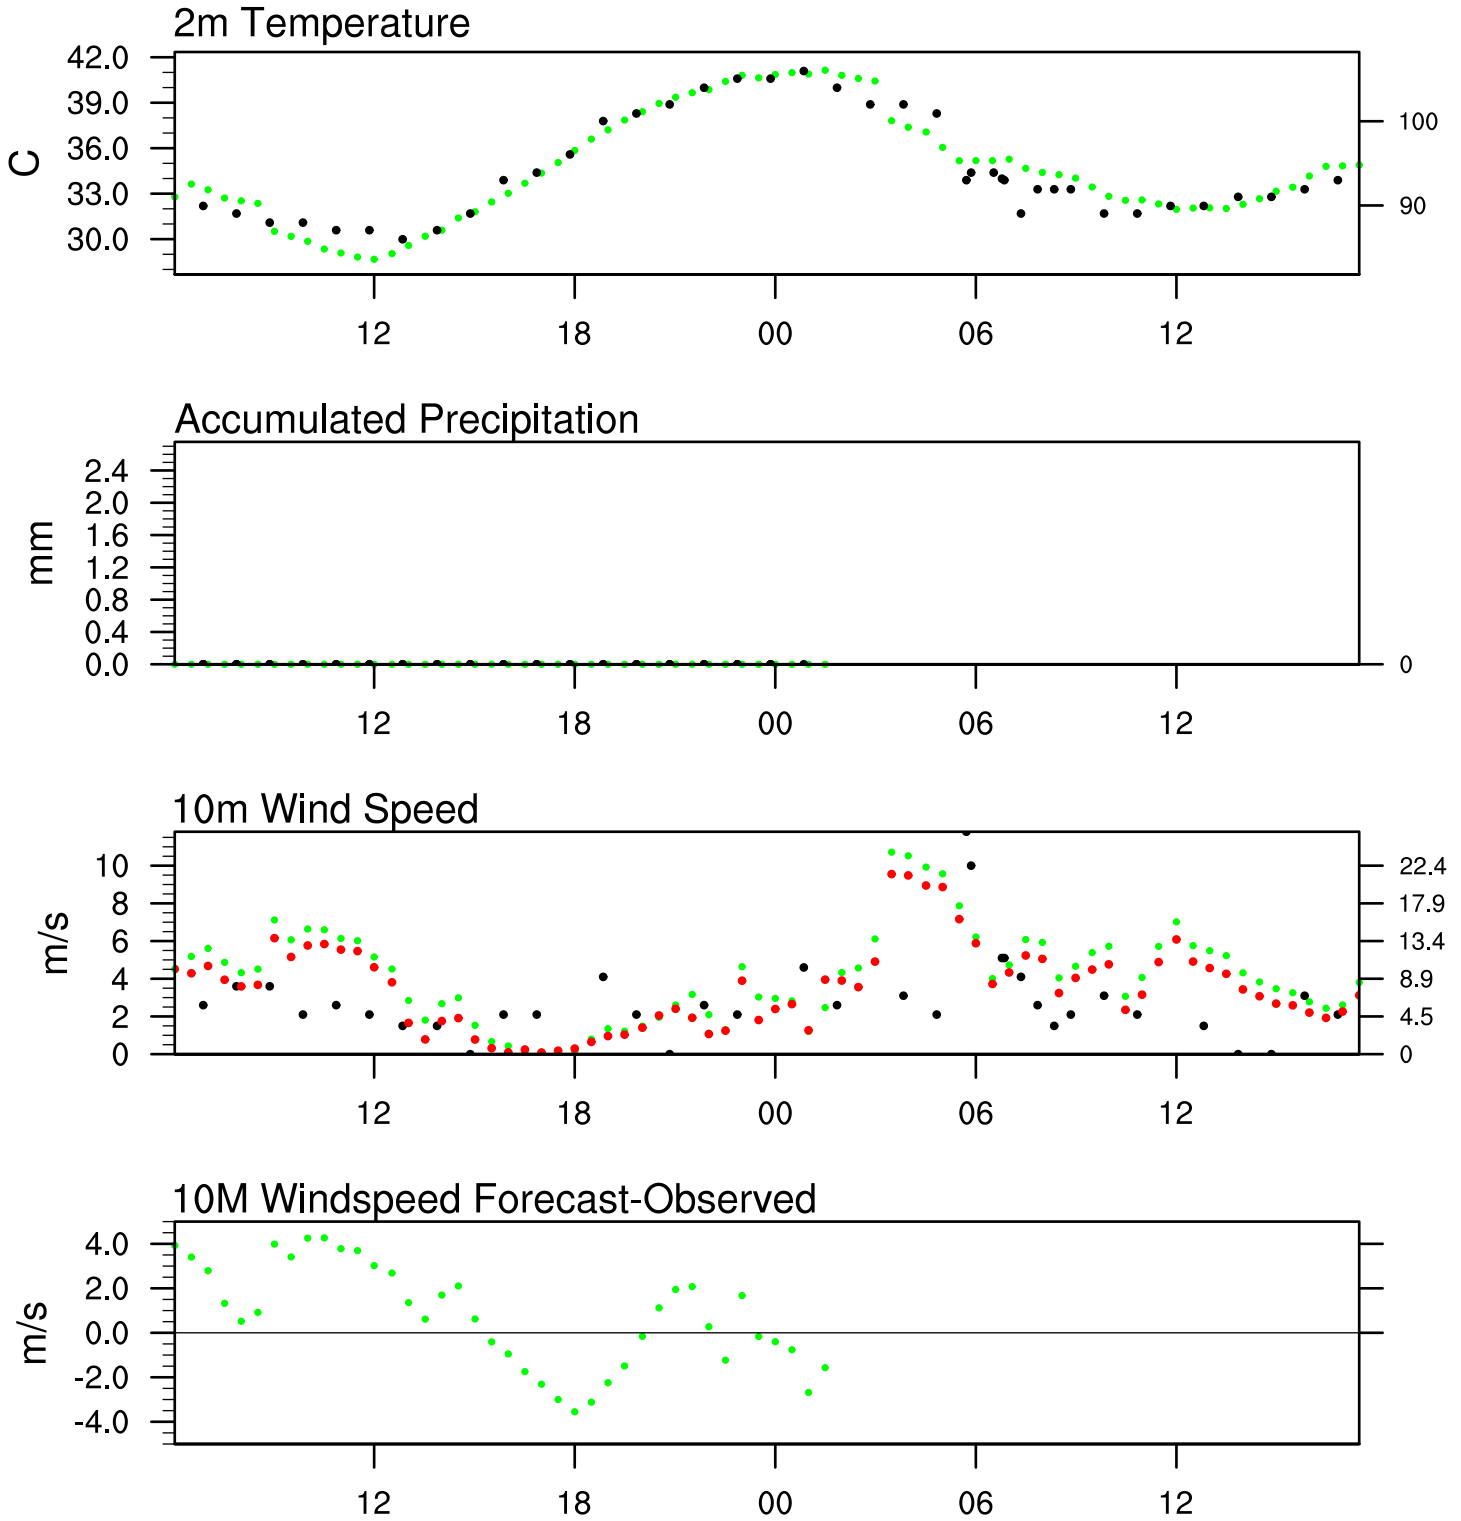 2m Temperature
42.0
39.0
36.0
33.0
30.0
C
100
90
12 18 00 06 12
Accumulated Precipitation
2.4
2.0
1.6
1.2
0.8
0.4
0.0
mm
0
12 18 00 06 12
10m Wind Speed
10
8
6
4
2
0
m/s
22.4
17.9
13.4
8.9
4.5
0
12 18 00 06 12
10M Windspeed Forecast-Observed
4.0
2.0
0.0
-2.0
-4.0
m/s
12 18 00 06 12